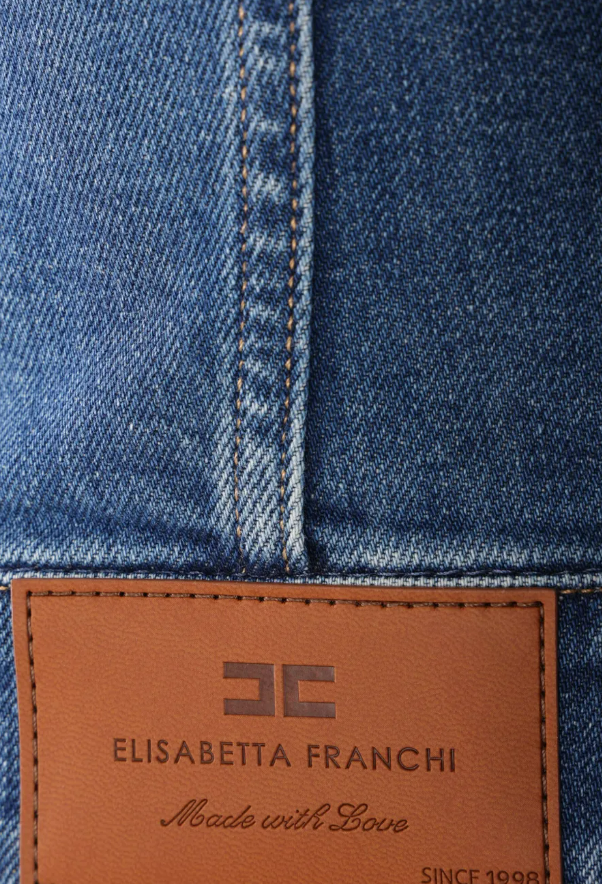 ELISABETTA FRANCHI
Made with Love
SINCE 1998